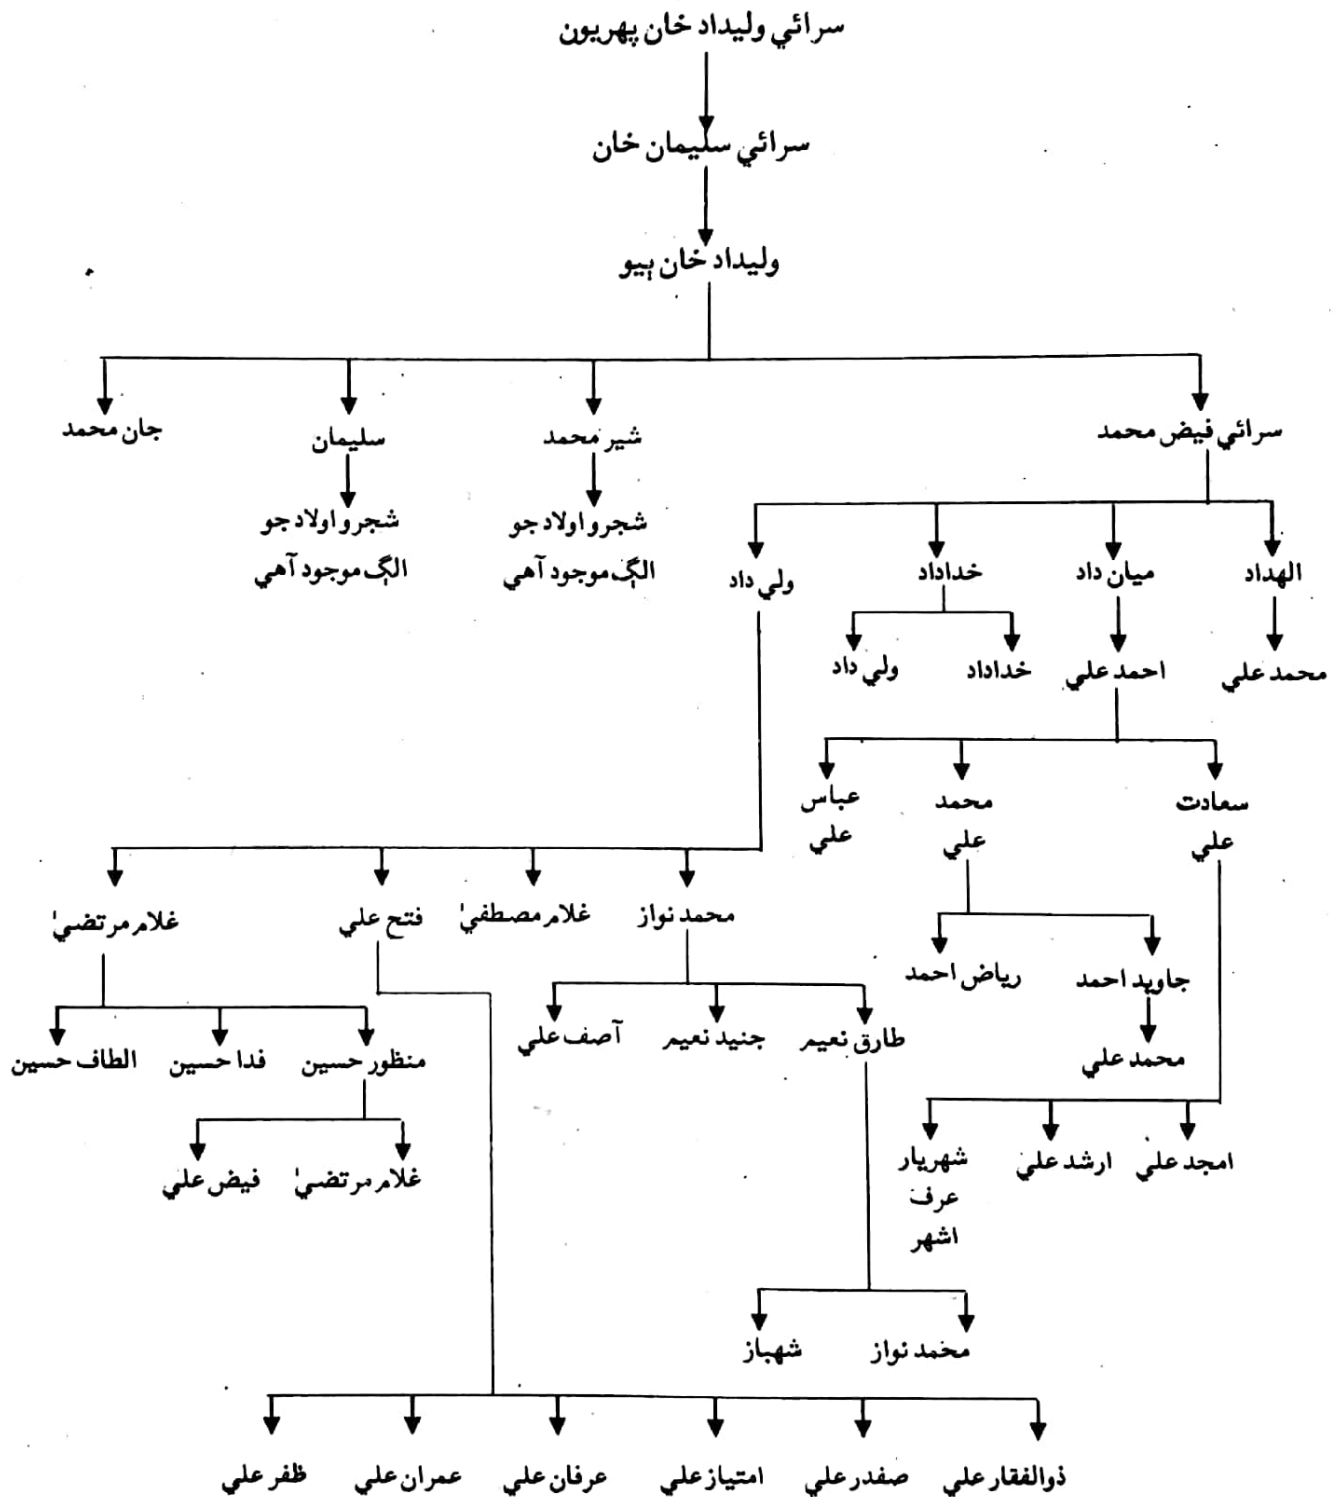 سرائي وليداد خان پهريون
سرائي سليمان خان
وليداد خان ٻيو
سرائي فيض محمد
شير محمد
سليمان
جان محمد
شجرو اولاد جو
الڳ موجود آهي
شجرو اولاد جو
الڳ موجود آهي
الهداد
ميان داد
خداداد
ولي داد
محمد علي
احمد علي
خداداد
ولي داد
سعادت
علي
محمد
علي
عباس
علي
محمد نواز
غلام مصطفيٰ
فتح علي
غلام مرتضيٰ
جاويد احمد
رياض احمد
طارق نعيم
جنيد نعيم
آصف علي
منظور حسين
فدا حسين
الطاف حسين
محمد علي
امجد علي
ارشد علي
شهريار
عرف
اشهر
غلام مرتضيٰ
فيض علي
محمد نواز
شهباز
ذوالفقار علي
صفدر علي
امتياز علي
عرفان علي
عمران علي
ظفر علي